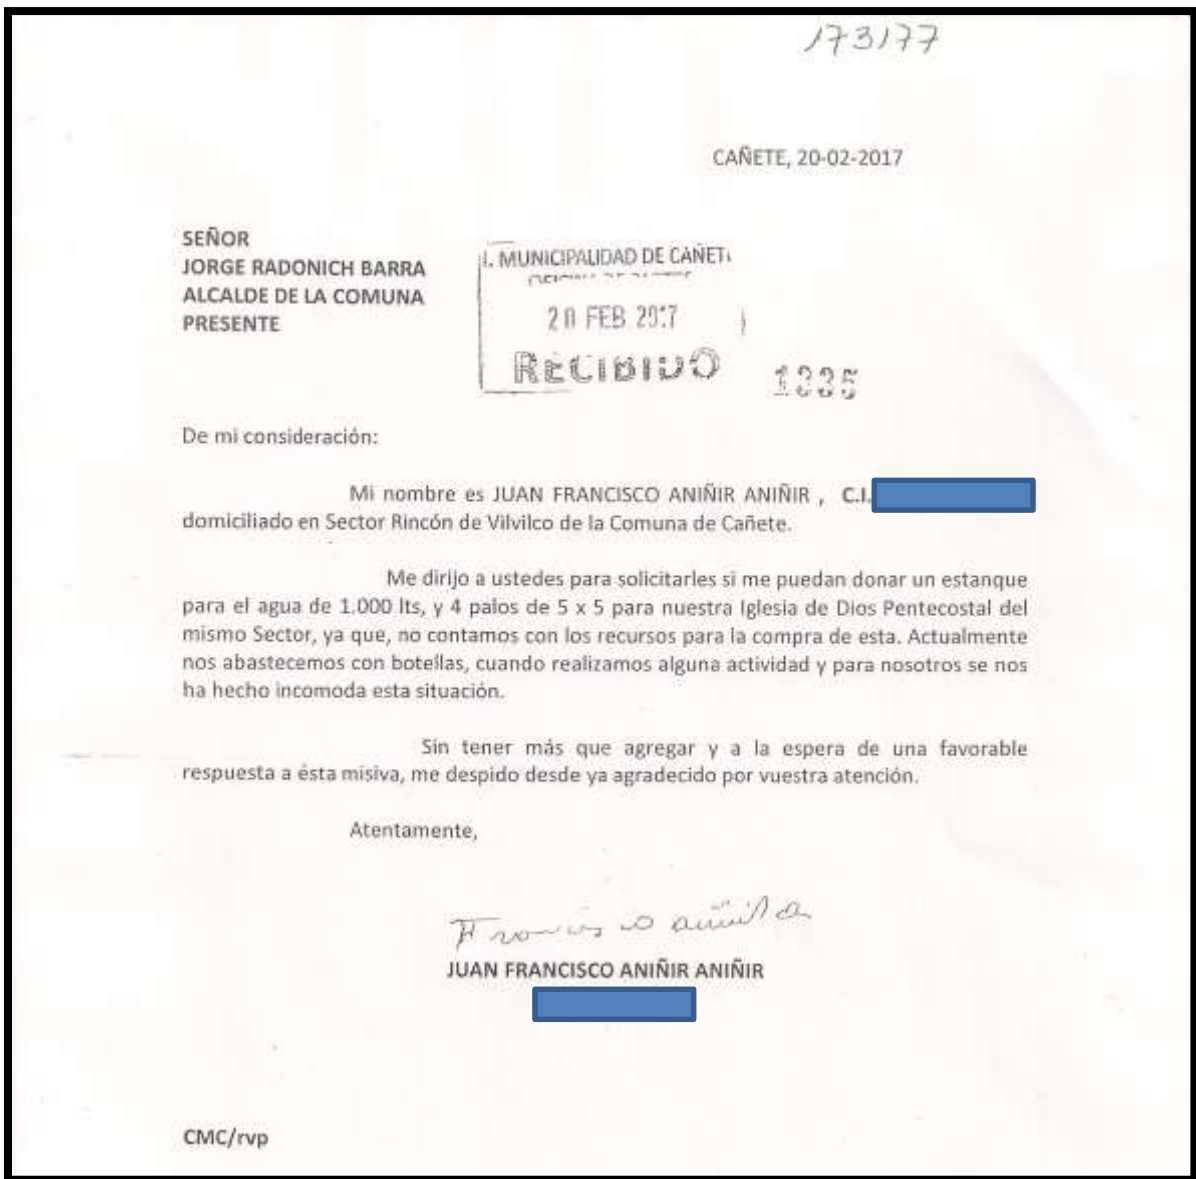 173177
CAÑETE, 20-02-2017
SEÑOR
JORGE RADONICH BARRA
ALCALDE DE LA COMUNA
PRESENTE
I. MUNICIPALIDAD DE CAÑETE
20 FEB 2017
RECIBIDO
1335
De mi consideración:
Mi nombre es JUAN FRANCISCO ANIÑIR ANIÑIR , C.I.
domiciliado en Sector Rincón de Vilvilco de la Comuna de Cañete.
Me dirijo a ustedes para solicitarles si me puedan donar un estanque
para el agua de 1.000 lts, y 4 palos de 5 x 5 para nuestra Iglesia de Dios Pentecostal del
mismo Sector, ya que, no contamos con los recursos para la compra de esta. Actualmente
nos abastecemos con botellas, cuando realizamos alguna actividad y para nosotros se nos
ha hecho incomoda esta situación.
Sin tener más que agregar y a la espera de una favorable
respuesta a ésta misiva, me despido desde ya agradecido por vuestra atención.
Atentamente,
Francisco
JUAN FRANCISCO ANIÑIR ANIÑIR
CMC/rvp